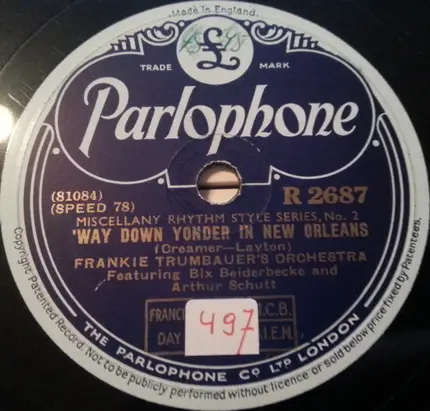 Made in England.
£
TRADE MARK
Parlophone
(81084)
(SPEED 78)
R 2687
MISCELLANY RHYTHM STYLE SERIES, No. 2
'WAY DOWN YONDER IN NEW ORLEANS
(Creamer—Layton)
FRANKIE TRUMBAUER'S ORCHESTRA
Featuring Bix Beiderbecke and
Arthur Schutt
DAY
497
Copyright Patented Record. Not to be publicly performed without licence or sold below price fixed by Patentees.
THE PARLOPHONE CO LTD LONDON